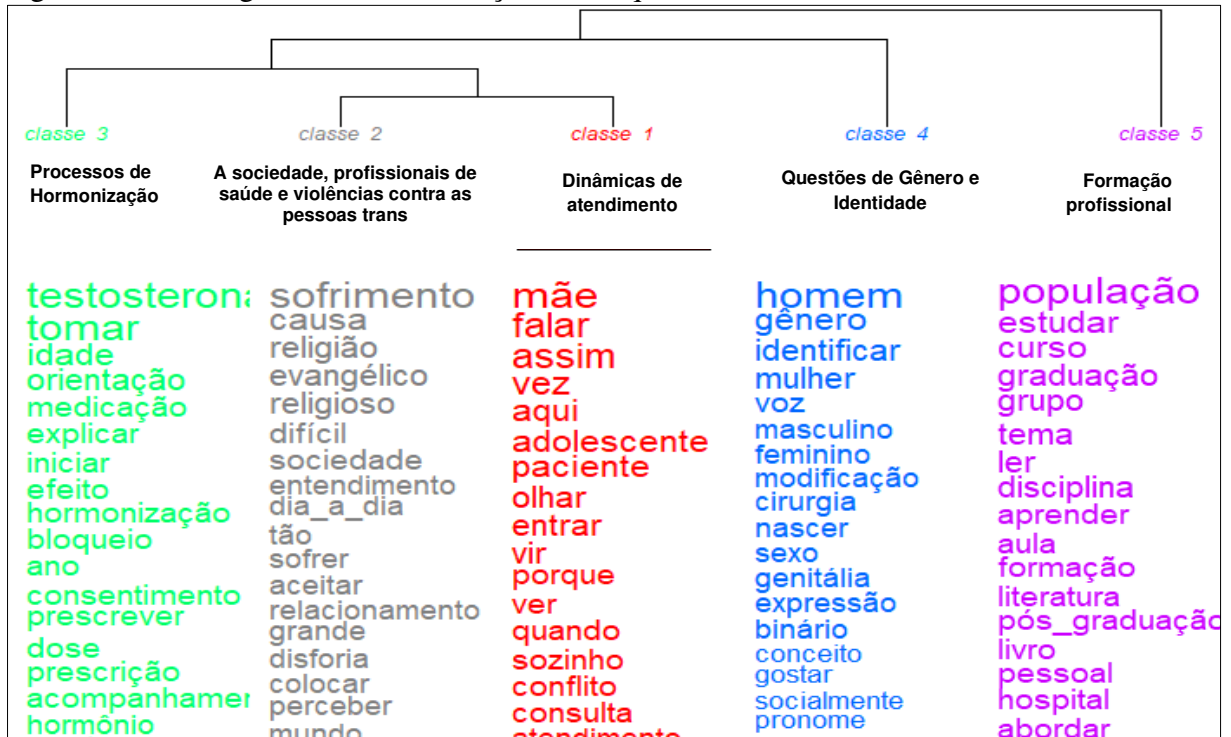 classe 3
classe 2
classe 1
classe 4
classe 5
Processos de
Hormonização
A sociedade, profissionais de
saúde e violências contra as
pessoas trans
Dinâmicas de
atendimento
Questões de Gênero e
Identidade
Formação
profissional
testosterona
tomar
idade
orientação
medicação
explicar
iniciar
efeito
hormonização
bloqueio
ano
consentimento
prescrever
dose
prescrição
acompanhamen
hormônio
sofrimento
causa
religião
evangélico
religioso
difícil
sociedade
entendimento
dia_a_dia
tão
sofrer
aceitar
relacionamento
grande
disforia
colocar
perceber
mundo
mãe
falar
assim
vez
aqui
adolescente
paciente
olhar
entrar
vir
porque
ver
quando
sozinho
conflito
consulta
atendimento
homem
gênero
identificar
mulher
voz
masculino
feminino
modificação
cirurgia
nascer
sexo
genitália
expressão
binário
conceito
gostar
socialmente
pronome
população
estudar
curso
graduação
grupo
tema
ler
disciplina
aprender
aula
formação
literatura
pós_graduação
livro
pessoal
hospital
abordar